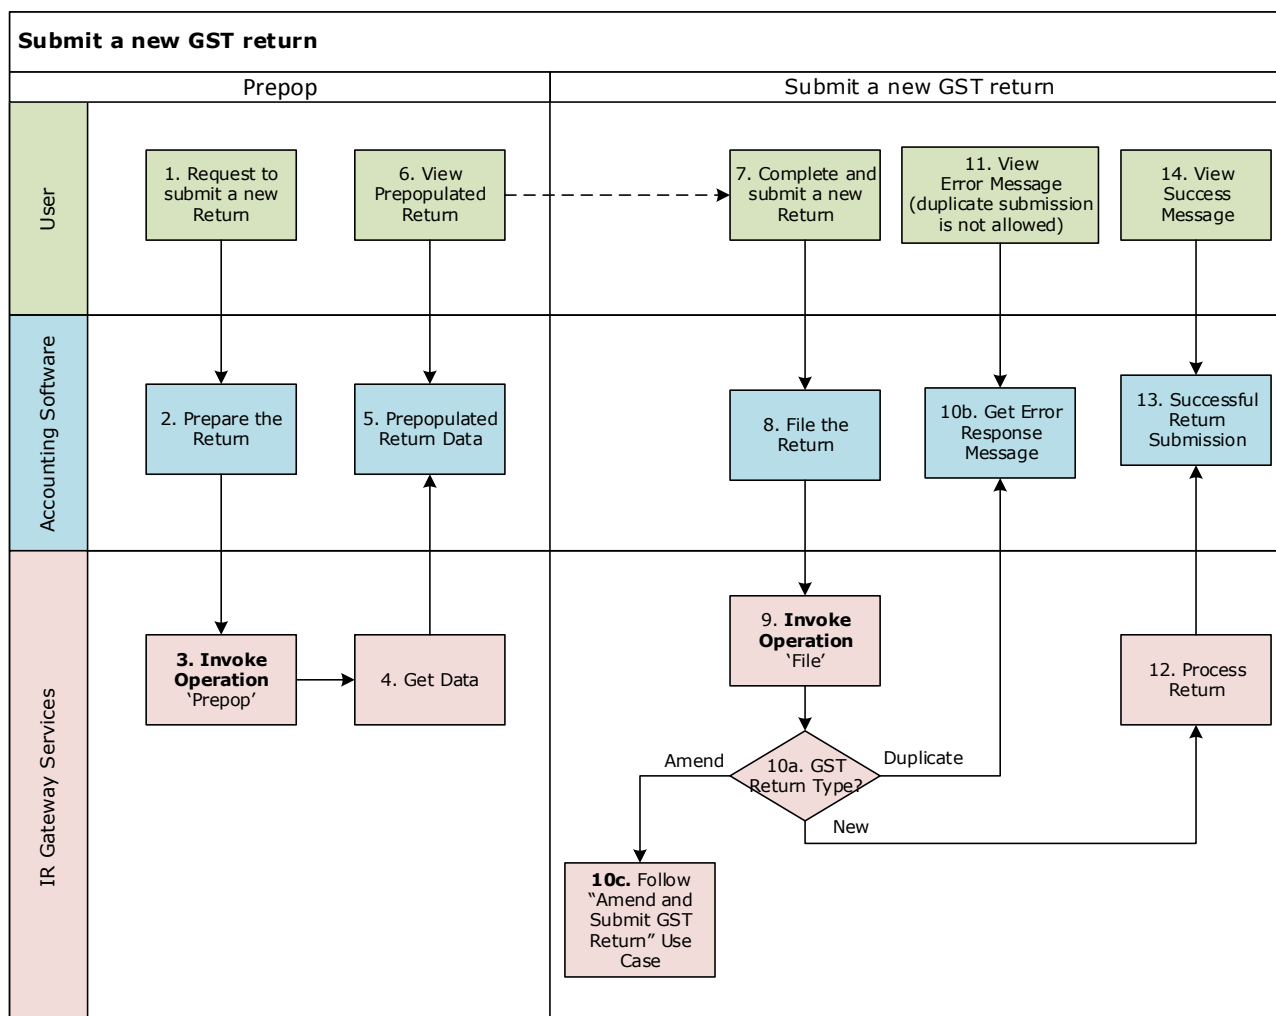 Submit a new GST return
Prepop
Submit a new GST return
User
1. Request to
submit a new
Return
6. View
Prepopulated
Return
7. Complete and
submit a new
Return
11. View
Error Message
(duplicate submission
is not allowed)
14. View
Success
Message
Accounting Software
2. Prepare the
Return
5. Prepopulated
Return Data
8. File the
Return
10b. Get Error
Response
Message
13. Successful
Return
Submission
IR Gateway Services
3. Invoke
Operation
‘Prepop’
4. Get Data
9. Invoke
Operation
‘File’
12. Process
Return
Amend
10a. GST
Return Type?
Duplicate
New
10c. Follow
“Amend and
Submit GST
Return” Use
Case